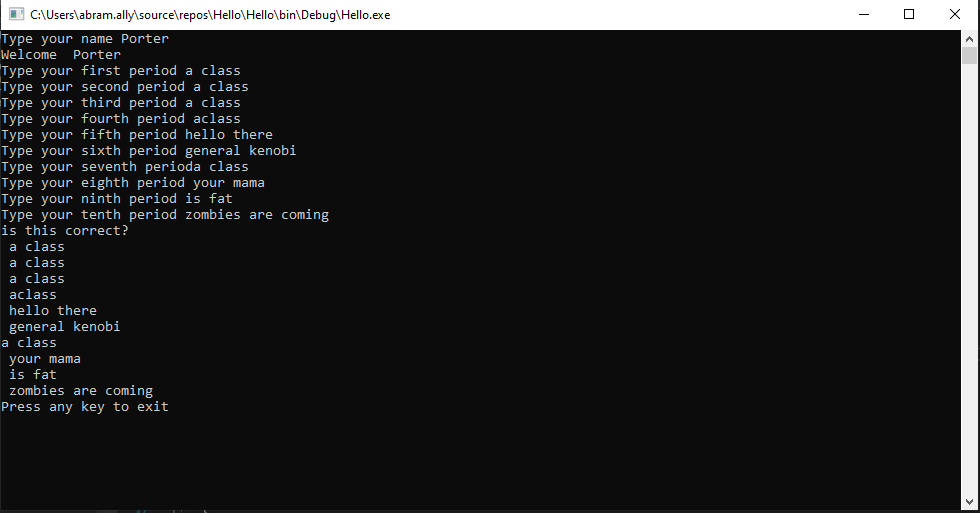 C:\Users\abram.ally\source\repos\Hello\Hello\bin\Debug\Hello.exe
Type your name Porter
Welcome  Porter
Type your first period a class
Type your second period a class
Type your third period a class
Type your fourth period aclass
Type your fifth period hello there
Type your sixth period general kenobi
Type your seventh perioda class
Type your eighth period your mama
Type your ninth period is fat
Type your tenth period zombies are coming
is this correct?
 a class
 a class
 a class
 aclass
 hello there
 general kenobi
a class
 your mama
 is fat
 zombies are coming
Press any key to exit